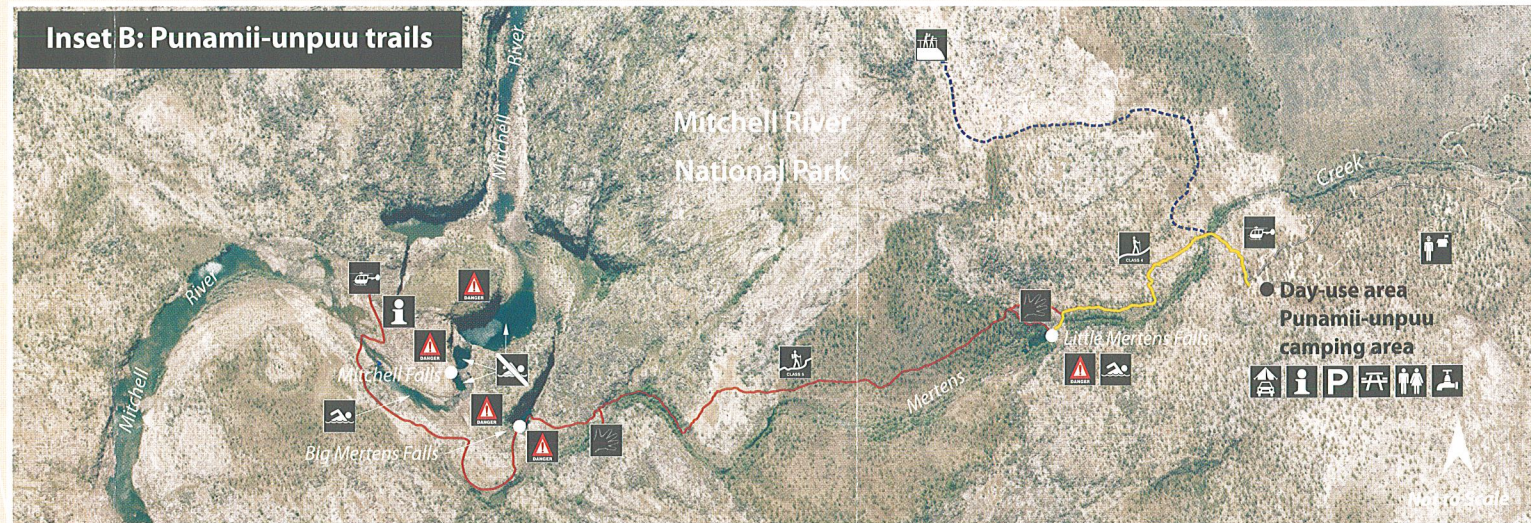 Inset B: Punamii-unpuu trails
Mitchell
River
Mitchell River
National Park
Creek
CLASS 4
River
DANGER
Day-use area
Punamii-unpuu
camping area
i
P
i
DANGER
Little Mertens Falls
DANGER
Mitchell Falls
CLASS 5
Mertens
Mitchell
DANGER
Big Mertens Falls
DANGER
Not to Scale